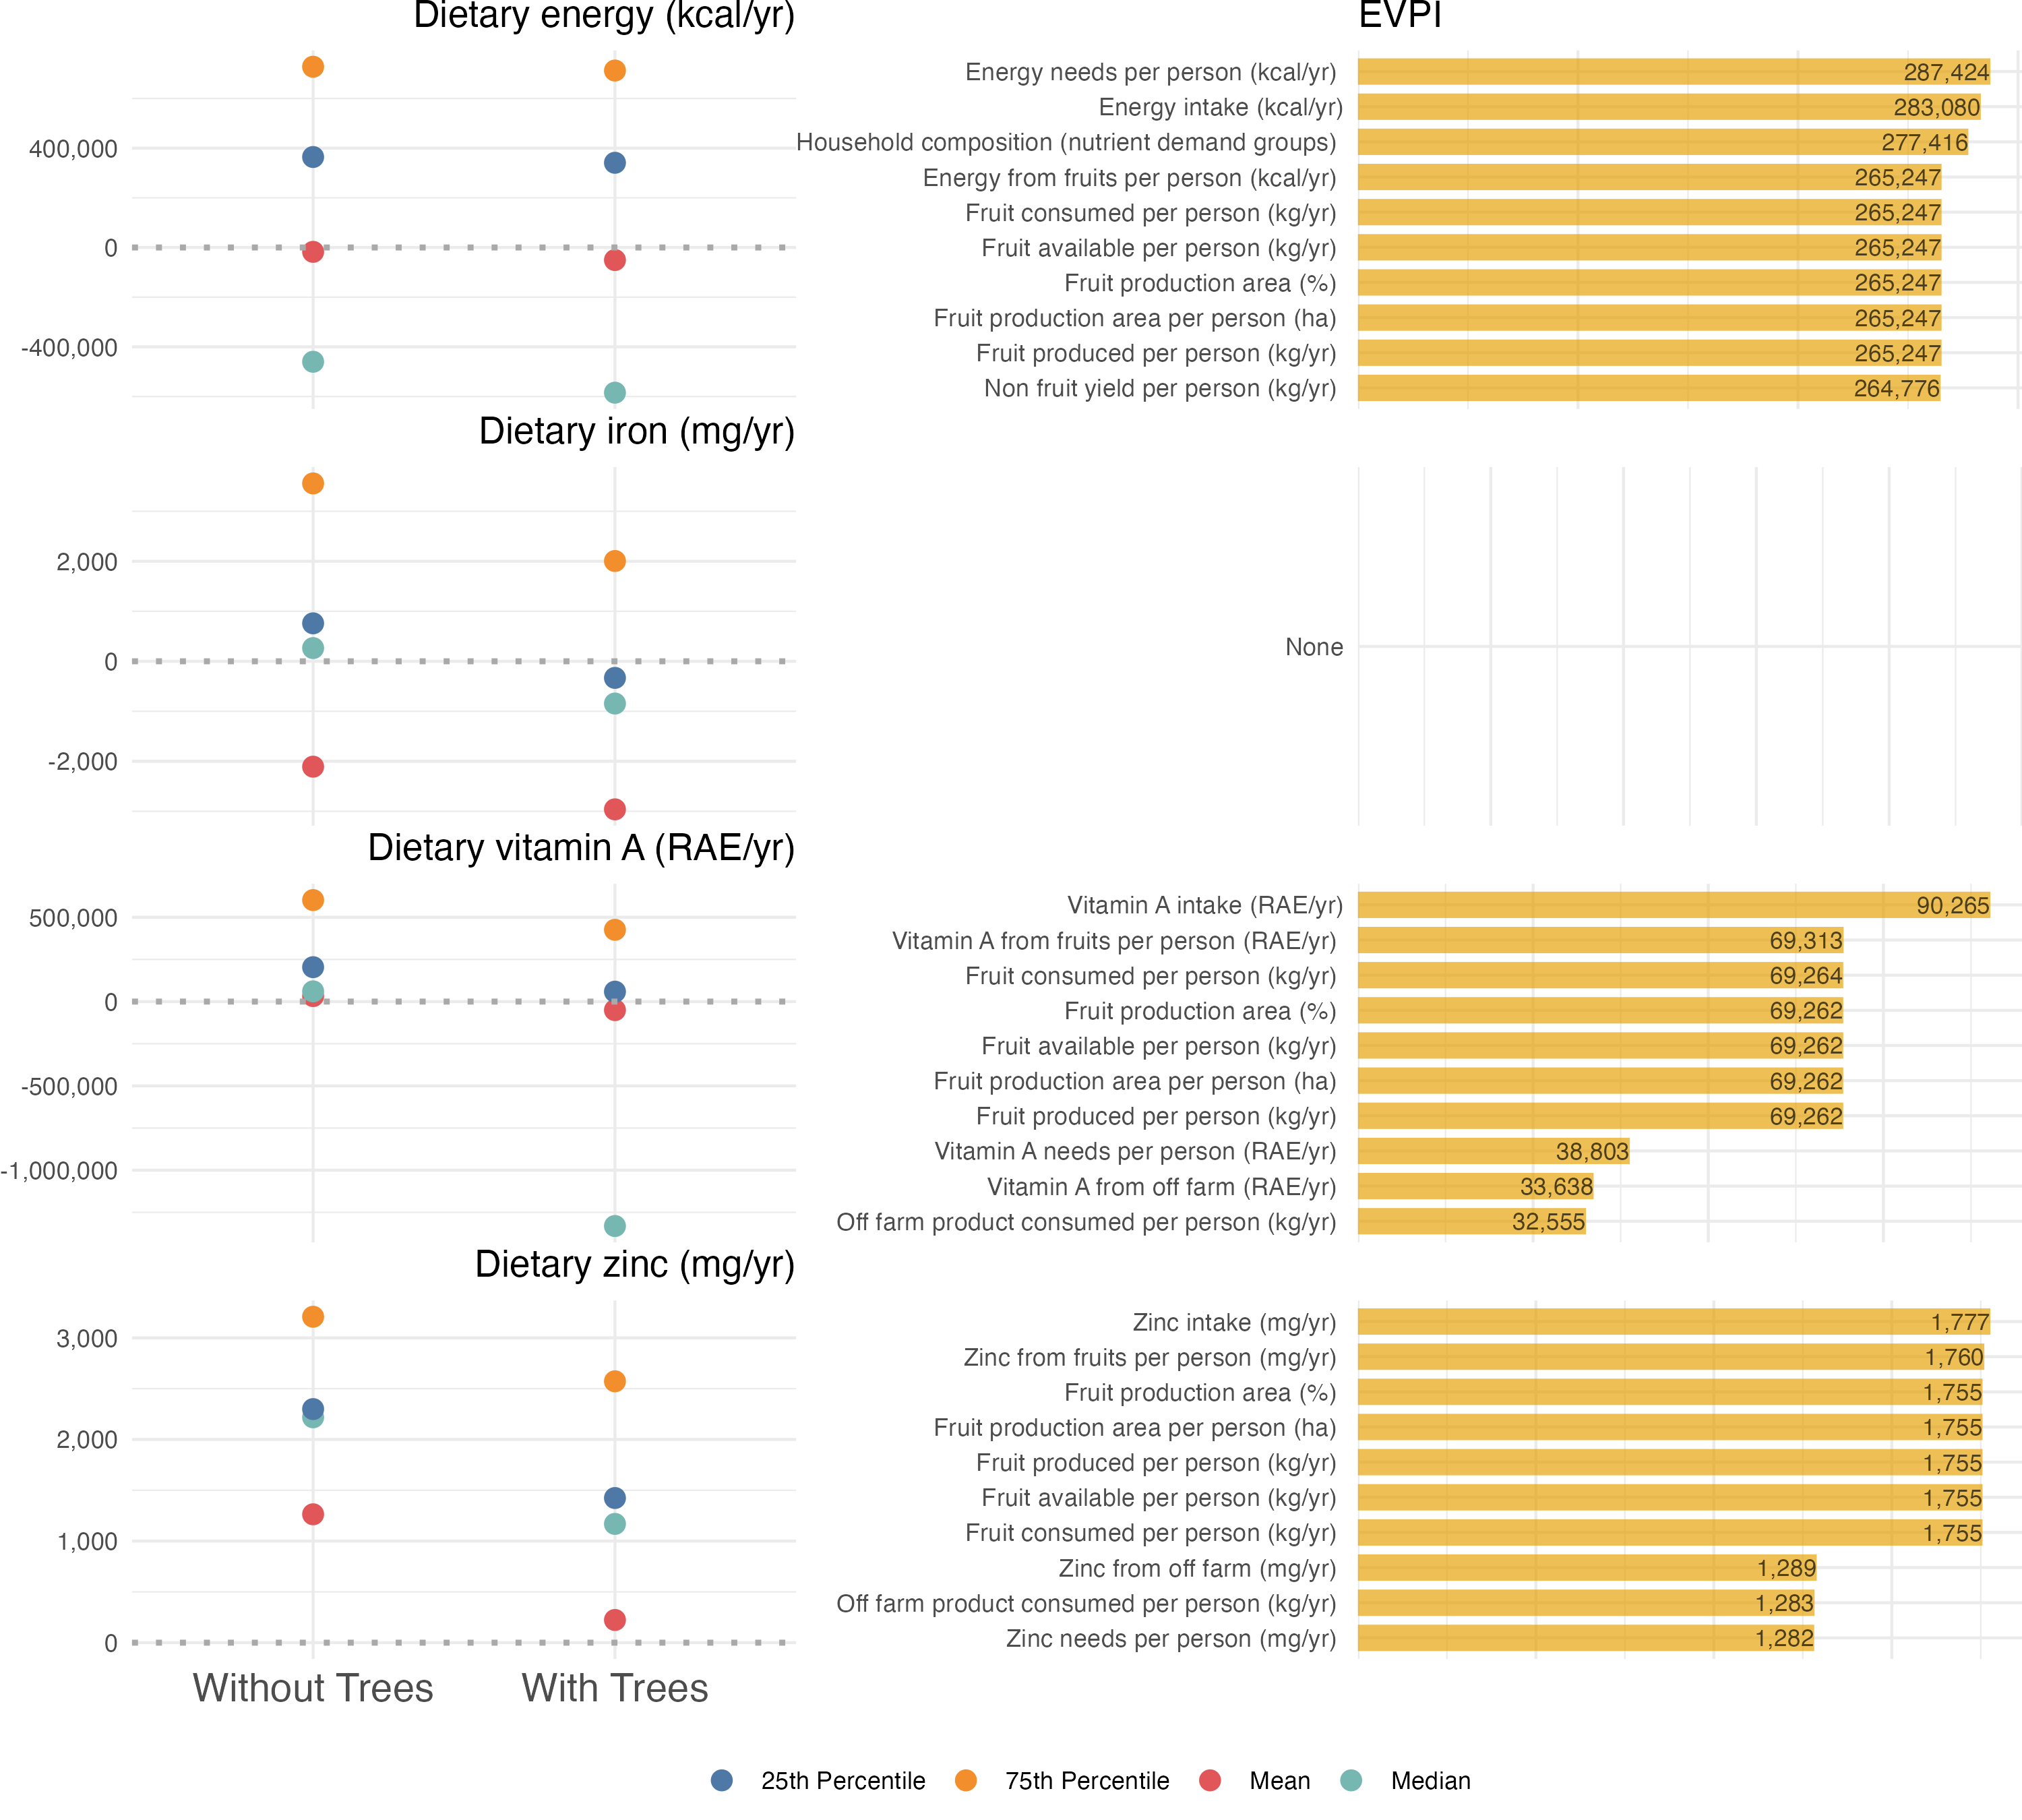 Dietary energy (kcal/yr)
400,000
0
-400,000
EVPI
Energy needs per person (kcal/yr) 287,424
Energy intake (kcal/yr) 283,080
Household composition (nutrient demand groups) 277,416
Energy from fruits per person (kcal/yr) 265,247
Fruit consumed per person (kg/yr) 265,247
Fruit available per person (kg/yr) 265,247
Fruit production area (%) 265,247
Fruit production area per person (ha) 265,247
Fruit produced per person (kg/yr) 265,247
Non fruit yield per person (kg/yr) 264,776
Dietary iron (mg/yr)
2,000
0
-2,000
None
Dietary vitamin A (RAE/yr)
500,000
0
-500,000
-1,000,000
Vitamin A intake (RAE/yr) 90,265
Vitamin A from fruits per person (RAE/yr) 69,313
Fruit consumed per person (kg/yr) 69,264
Fruit production area (%) 69,262
Fruit available per person (kg/yr) 69,262
Fruit production area per person (ha) 69,262
Fruit produced per person (kg/yr) 69,262
Vitamin A needs per person (RAE/yr) 38,803
Vitamin A from off farm (RAE/yr) 33,638
Off farm product consumed per person (kg/yr) 32,555
Dietary zinc (mg/yr)
3,000
2,000
1,000
0
Zinc intake (mg/yr) 1,777
Zinc from fruits per person (mg/yr) 1,760
Fruit production area (%) 1,755
Fruit production area per person (ha) 1,755
Fruit produced per person (kg/yr) 1,755
Fruit available per person (kg/yr) 1,755
Fruit consumed per person (kg/yr) 1,755
Zinc from off farm (mg/yr) 1,289
Off farm product consumed per person (kg/yr) 1,283
Zinc needs per person (mg/yr) 1,282
Without Trees With Trees
25th Percentile 75th Percentile Mean Median